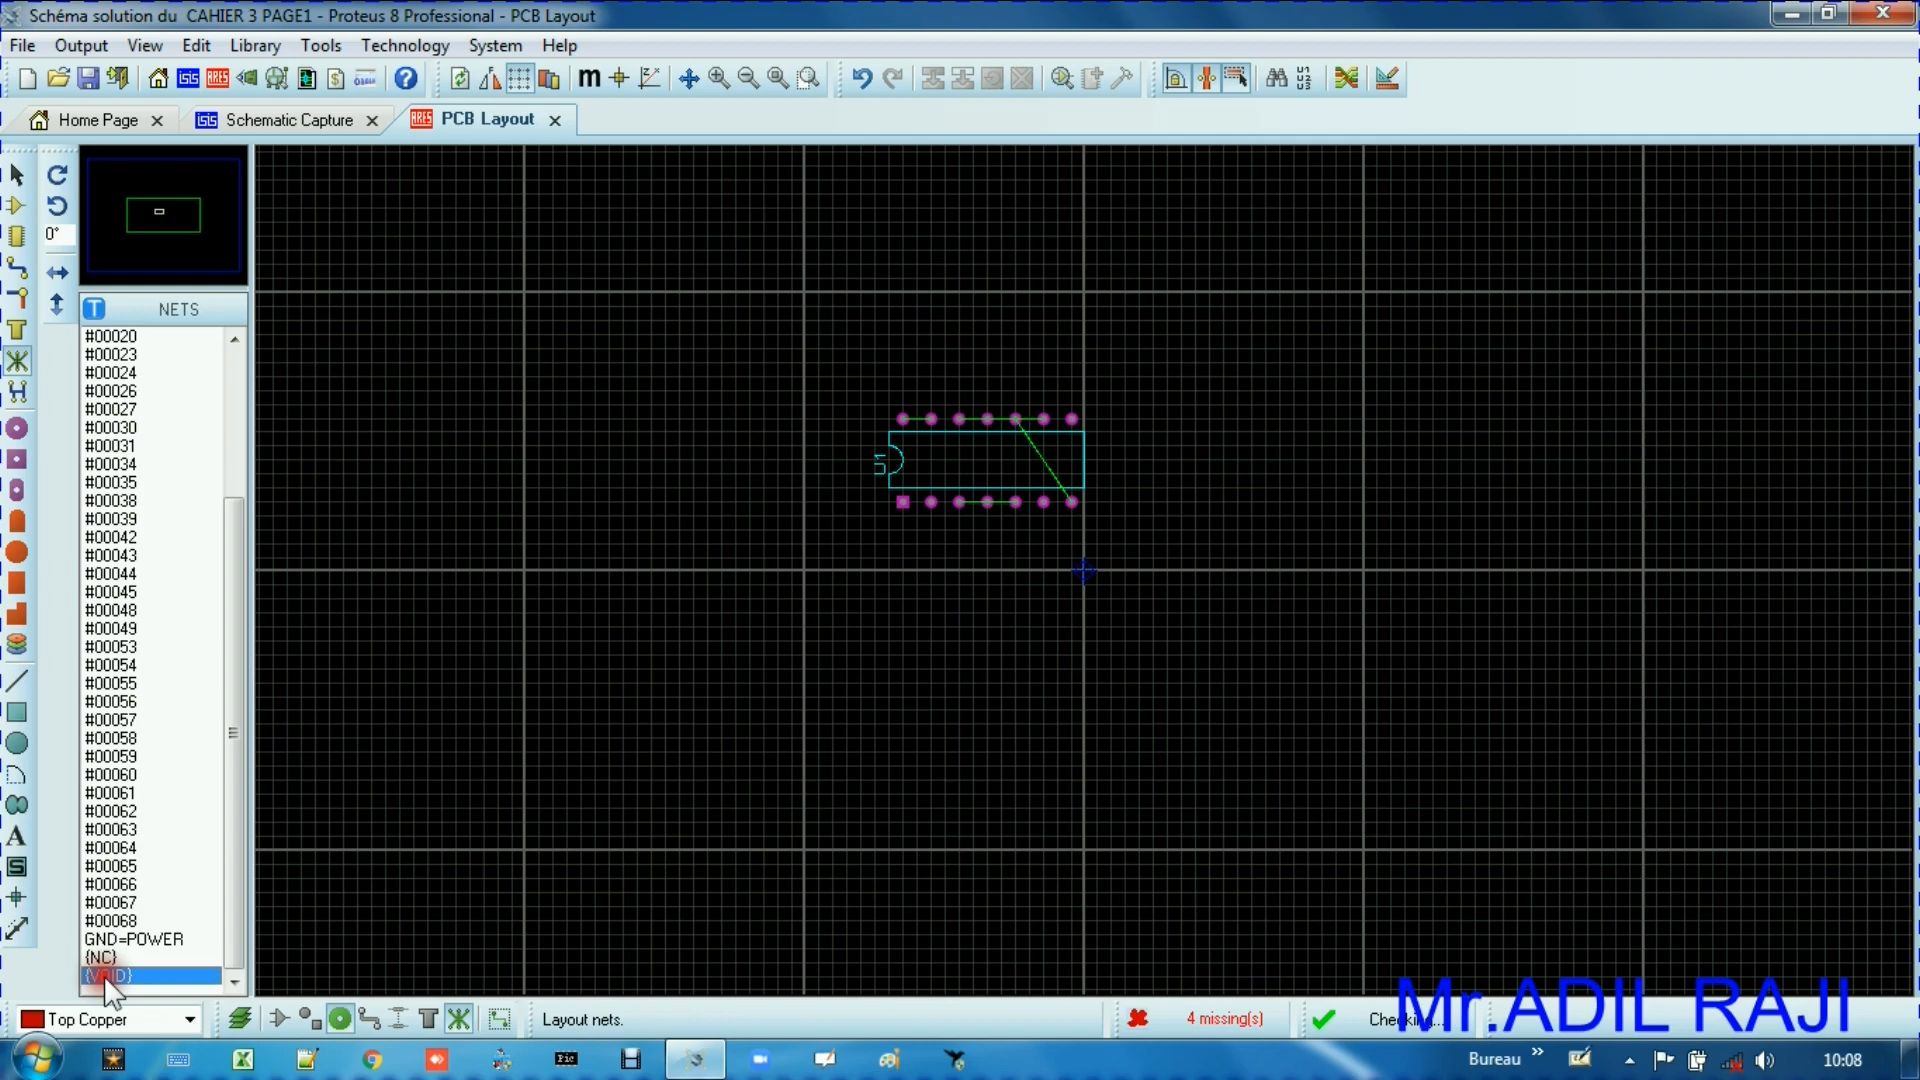 Schéma solution du CAHIER 3 PAGE1 - Proteus 8 Professional - PCB Layout
File Output View Edit Library Tools Technology System Help
Home Page
Schematic Capture
PCB Layout
0°
NETS
#00020
#00023
#00024
#00026
#00027
#00030
#00031
#00034
#00035
#00038
#00039
#00042
#00043
#00044
#00045
#00048
#00049
#00053
#00054
#00055
#00056
#00057
#00058
#00059
#00060
#00061
#00062
#00063
#00064
#00065
#00066
#00067
#00068
GND=POWER
{NC}
{VOID}
U1
Top Copper
Layout nets.
4 missing(s)
Mr.ADIL RAJI
Bureau
10:08